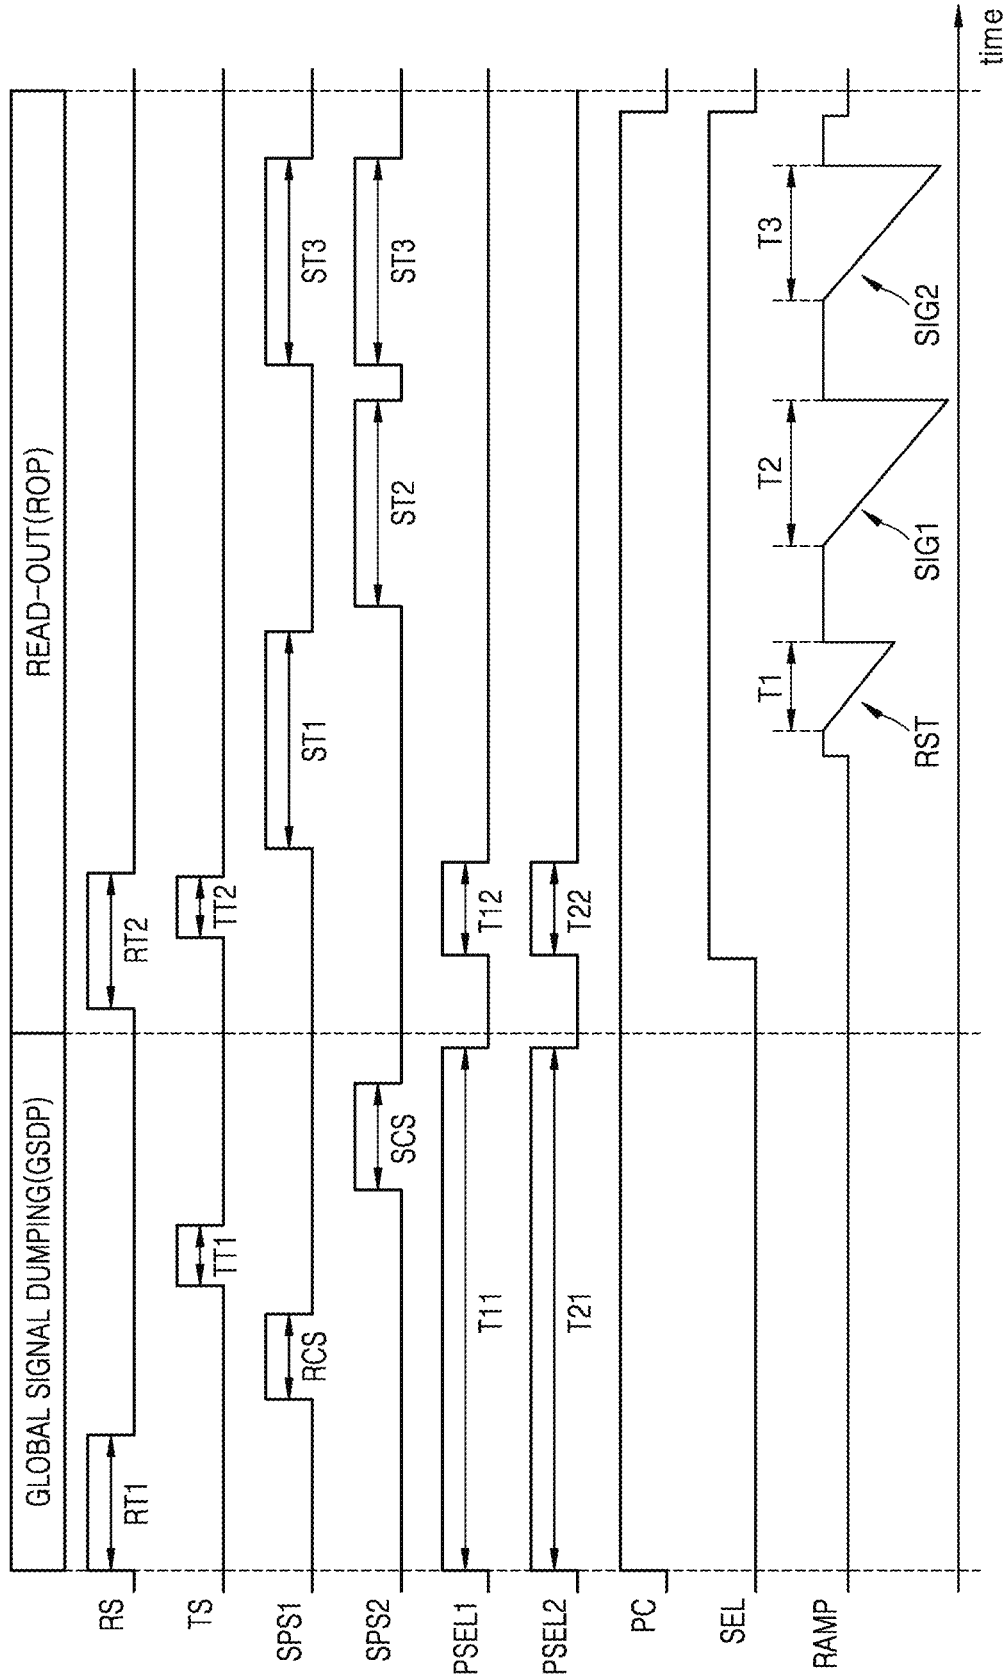 GLOBAL SIGNAL DUMPING(GSDP)
READ-OUT(ROP)
RS
RT1
RT2
TS
TT1
TT2
SPS1
RCS
ST1
ST3
SPS2
SCS
ST2
ST3
PSEL1
T11
T12
PSEL2
T21
T22
PC
SEL
RAMP
T1
T2
T3
RST
SIG1
SIG2
time